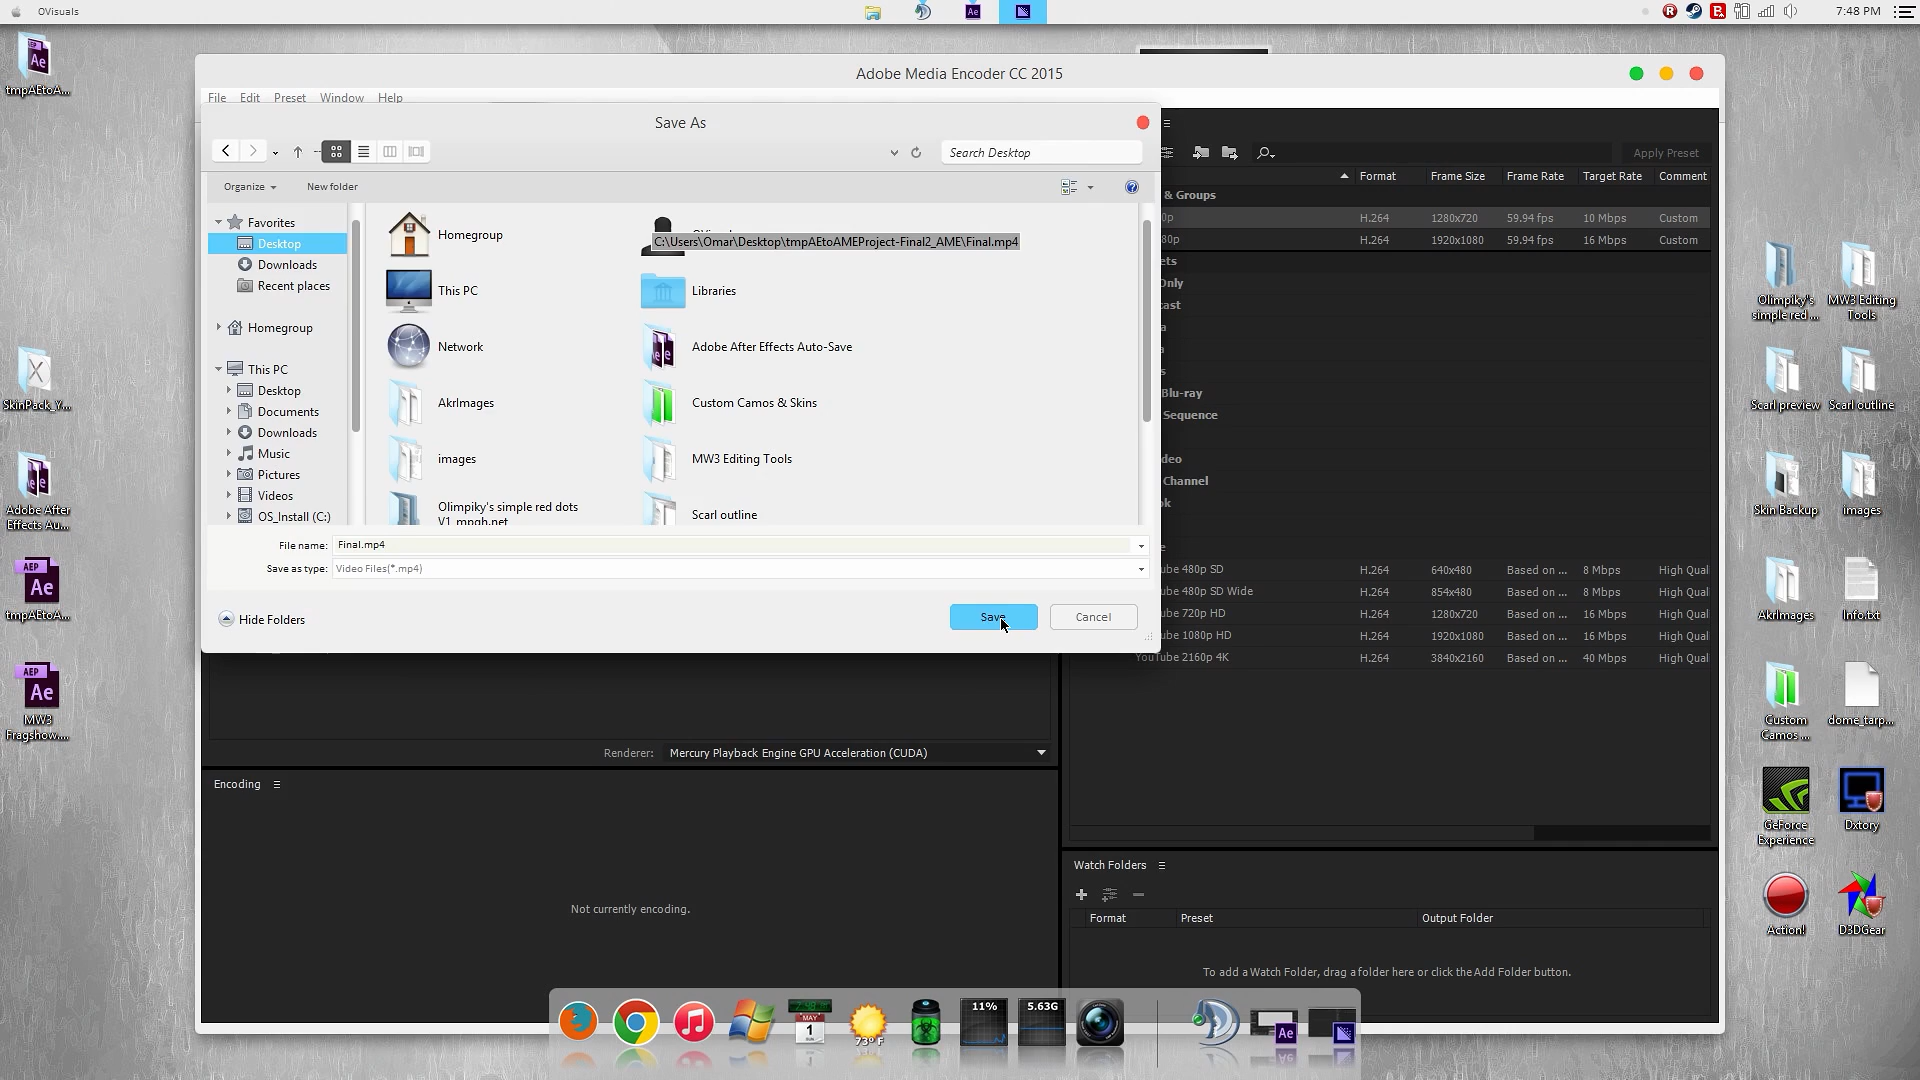 OVisuals
7:48 PM
tmpAEtoA...
SkinPack_Y...
Adobe After
Effects Au...
tmpAEtoA...
MW3
Fragshow....
Adobe Media Encoder CC 2015
File Edit Preset Window Help
Save As
Search Desktop
Organize New folder
Favorites
Desktop
Downloads
Recent places
Homegroup
This PC
Desktop
Documents
Downloads
Music
Pictures
Videos
OS_Install (C:)
Homegroup
C:\Users\Omar\Desktop\tmpAEtoAMEProject-Final2_AME\Final.mp4
This PC
Libraries
Network
Adobe After Effects Auto-Save
AkrImages
Custom Camos & Skins
images
MW3 Editing Tools
Olimpiky's simple red dots
V1_mpgh.net
Scarl outline
File name: Final.mp4
Save as type: Video Files(*.mp4)
Hide Folders
Save
Cancel
Apply Preset
Format Frame Size Frame Rate Target Rate Comment
& Groups
0p H.264 1280x720 59.94 fps 10 Mbps Custom
80p H.264 1920x1080 59.94 fps 16 Mbps Custom
ets
Only
cast
a
a
s
Blu-ray
Sequence
deo
Channel
ok
e
ube 480p SD H.264 640x480 Based on ... 8 Mbps High Qual
ube 480p SD Wide H.264 854x480 Based on ... 8 Mbps High Qual
ube 720p HD H.264 1280x720 Based on ... 16 Mbps High Qual
ube 1080p HD H.264 1920x1080 Based on ... 16 Mbps High Qual
YouTube 2160p 4K H.264 3840x2160 Based on ... 40 Mbps High Qual
Renderer: Mercury Playback Engine GPU Acceleration (CUDA)
Encoding
Not currently encoding.
Watch Folders
Format Preset Output Folder
To add a Watch Folder, drag a folder here or click the Add Folder button.
Olimpiky's
simple red ...
MW3 Editing
Tools
Scarl preview
Scarl outline
Skin Backup
images
AkrImages
Info.txt
Custom
Camos ...
dome_tarp...
GeForce
Experience
Dxtory
Action!
D3DGear
MAY
1
73° F
11%
5.63G
Ae